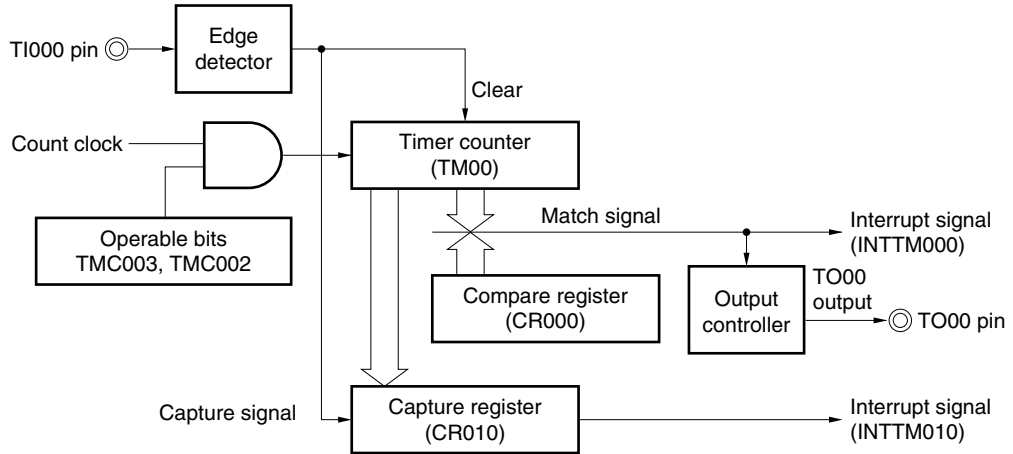 TI000 pin
Edge
detector
Clear
Count clock
Timer counter
(TM00)
Operable bits
TMC003, TMC002
Match signal
Interrupt signal
(INTTM000)
Compare register
(CR000)
Output
controller
TO00
output
TO00 pin
Capture signal
Capture register
(CR010)
Interrupt signal
(INTTM010)